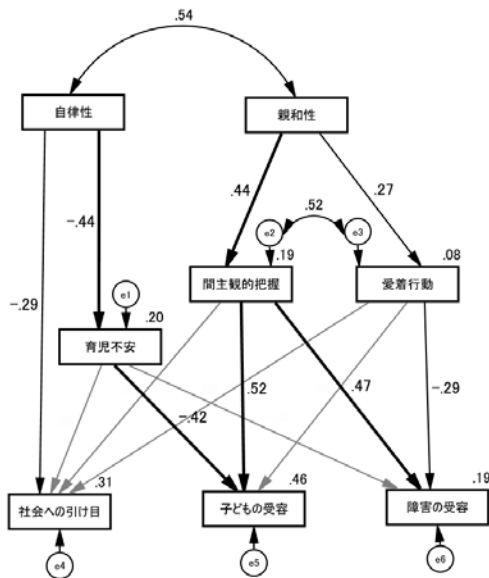 .54
自律性
親和性
-.44
.44
.27
.52
e2
e3
.19
.08
-.29
間主観的把握
愛着行動
e1
.20
育児不安
.52
.47
-.29
-.42
.31
.46
.19
社会への引け目
子どもの受容
障害の受容
e4
e5
e6